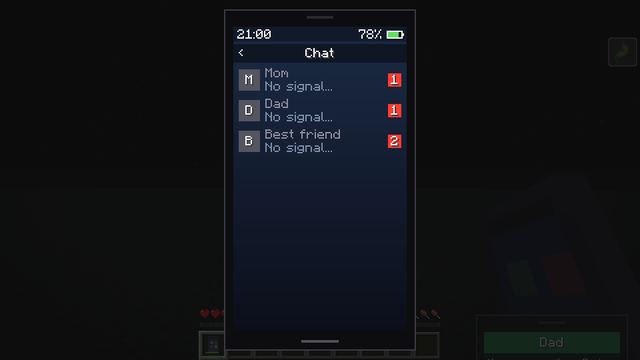 21:00 78%
< Chat
M Mom 1
No signal...
D Dad 1
No signal...
B Best friend 2
No signal...
Dad